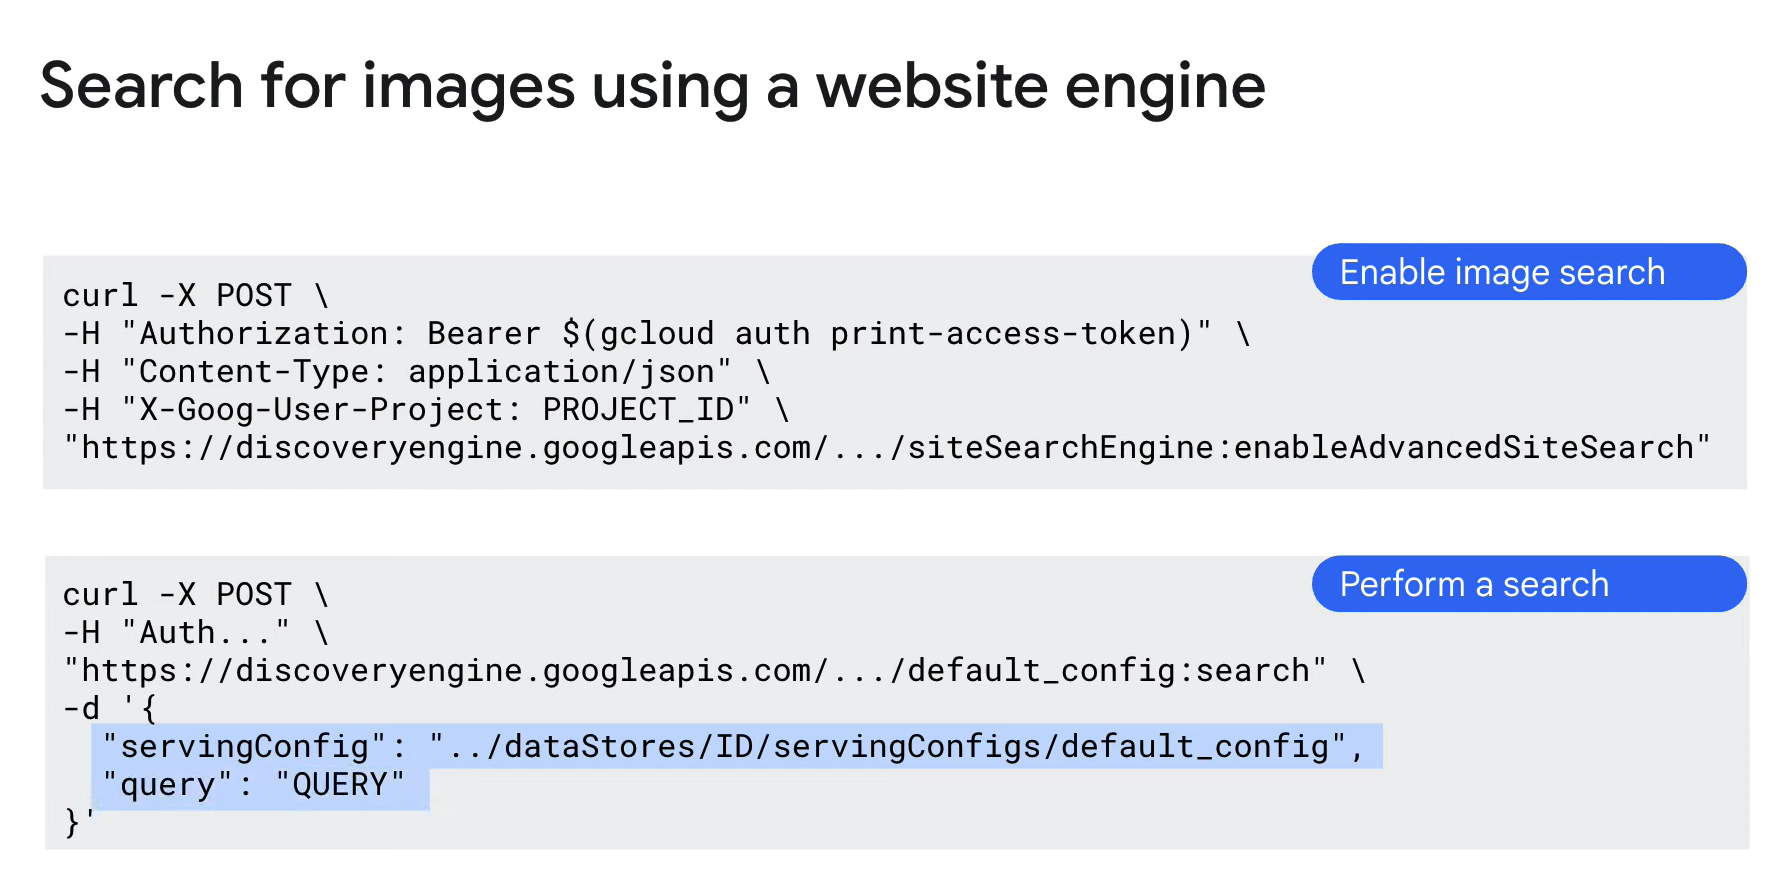 Search for images using a website engine
Enable image search
curl -X POST \
-H "Authorization: Bearer $(gcloud auth print-access-token)" \
-H "Content-Type: application/json" \
-H "X-Goog-User-Project: PROJECT_ID" \
"https://discoveryengine.googleapis.com/.../siteSearchEngine:enableAdvancedSiteSearch"
Perform a search
curl -X POST \
-H "Auth..." \
"https://discoveryengine.googleapis.com/.../default_config:search" \
-d '{
"servingConfig": "../dataStores/ID/servingConfigs/default_config",
"query": "QUERY"
}'